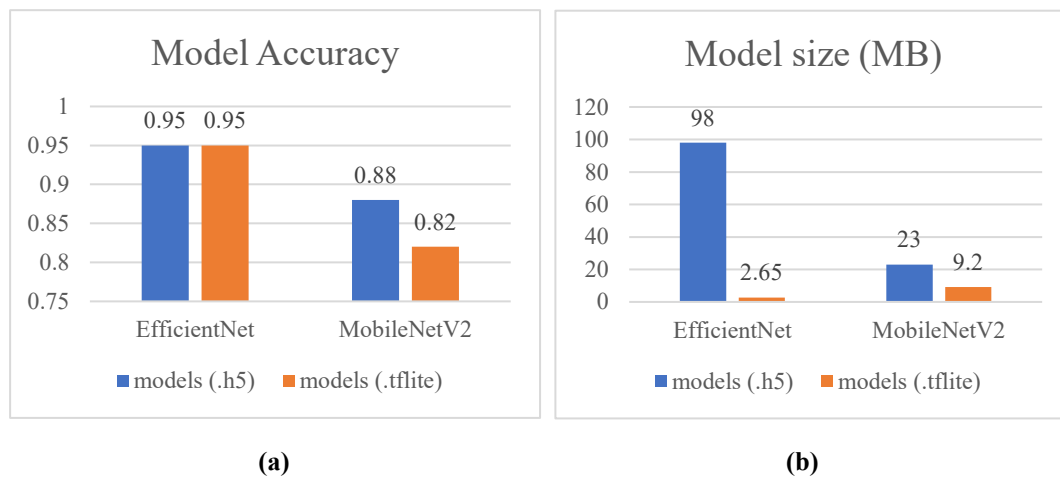 Model Accuracy
1
0.95
0.9
0.85
0.8
0.75
0.95
0.95
0.88
0.82
EfficientNet
MobileNetV2
models (.h5)
models (.tflite)
(a)
Model size (MB)
120
100
80
60
40
20
0
98
2.65
23
9.2
EfficientNet
MobileNetV2
models (.h5)
models (.tflite)
(b)